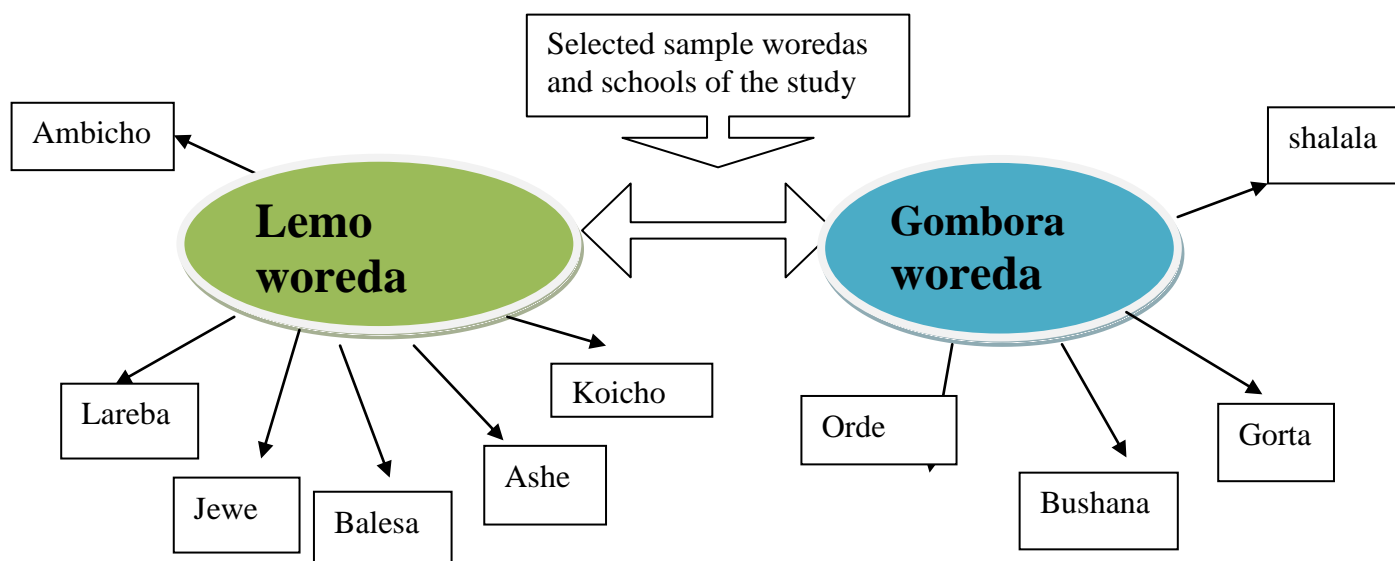 Selected sample woredas
and schools of the study
Ambicho
shalala
Lemo
woreda
Gombora
woreda
Lareba
Jewe
Balesa
Ashe
Koicho
Orde
Bushana
Gorta